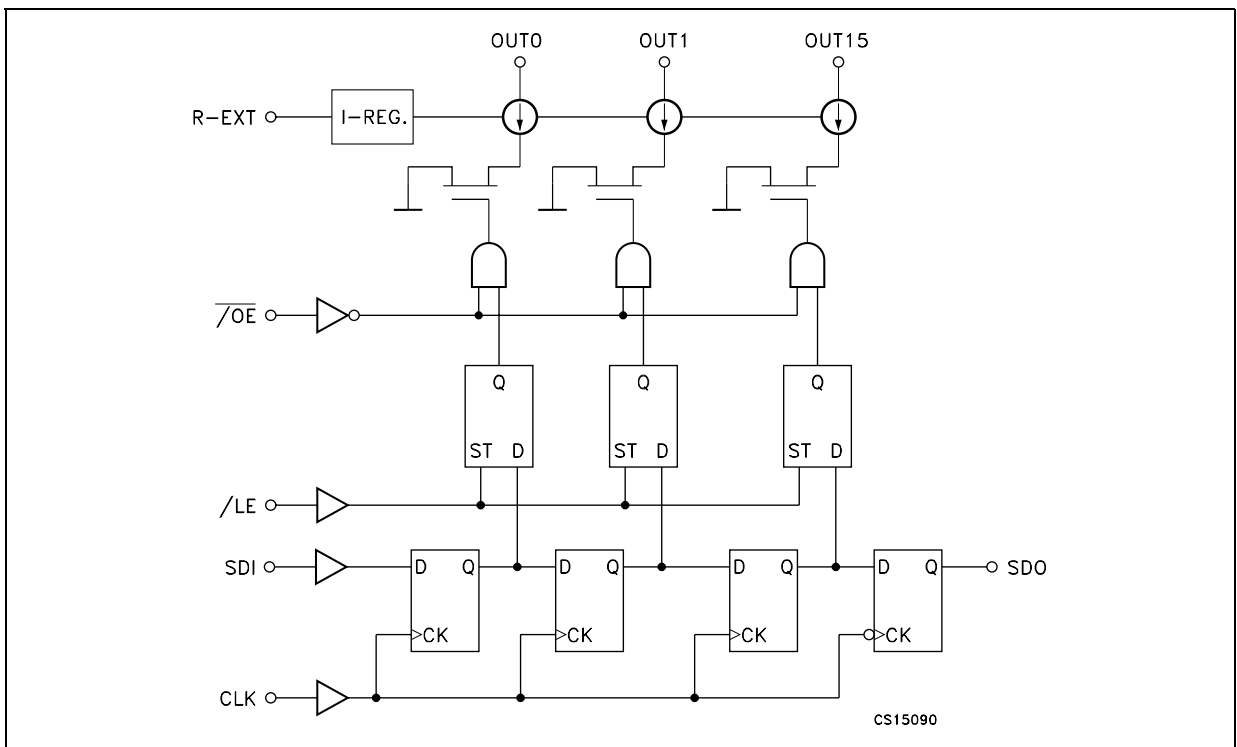 OUT0 OUT1 OUT15
R-EXT I-REG.
/OE
Q Q Q
ST D ST D ST D
/LE
SDI D Q D Q D Q D Q SDO
CK CK CK CK
CLK
CS15090